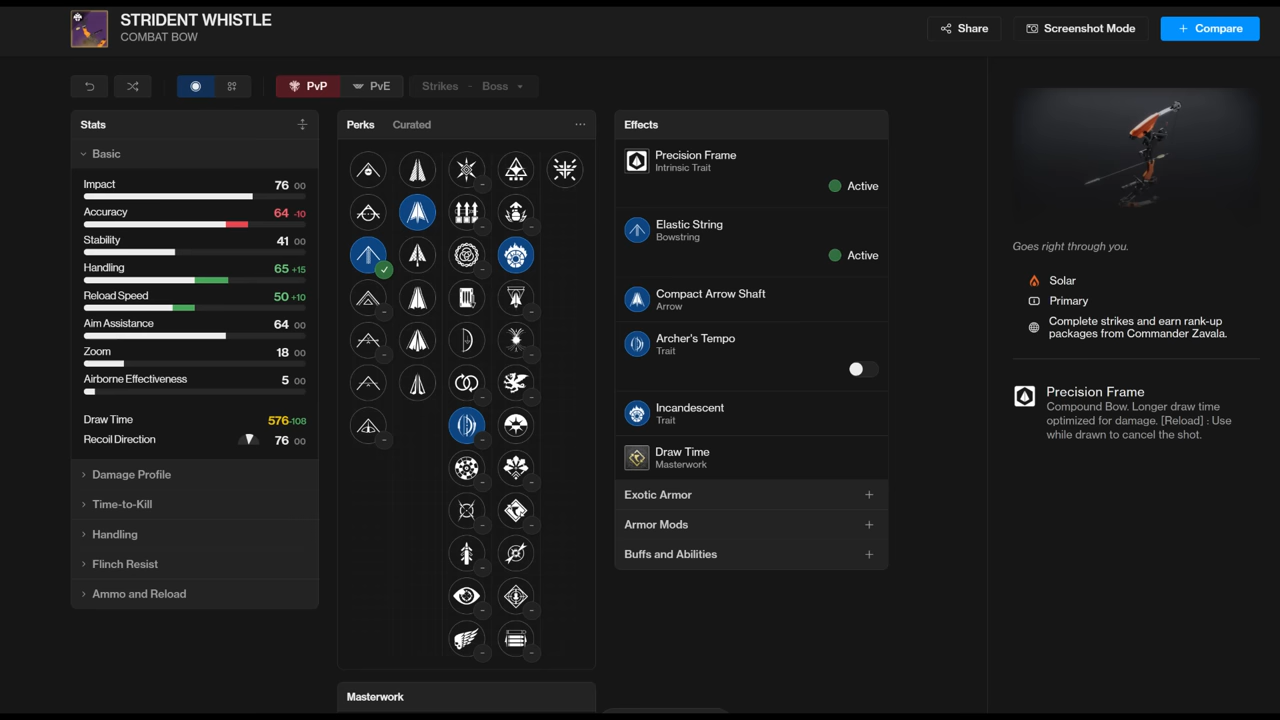 STRIDENT WHISTLE
COMBAT BOW
Share
Screenshot Mode
+ Compare
PvP
PvE
Strikes - Boss
Stats
Basic
Impact 76 00
Accuracy 64 -10
Stability 41 00
Handling 65 +15
Reload Speed 50 +10
Aim Assistance 64 00
Zoom 18 00
Airborne Effectiveness 5 00
Draw Time 576-108
Recoil Direction 76 00
Damage Profile
Time-to-Kill
Handling
Flinch Resist
Ammo and Reload
Perks Curated
Masterwork
Effects
Precision Frame
Intrinsic Trait
Active
Elastic String
Bowstring
Active
Compact Arrow Shaft
Arrow
Archer's Tempo
Trait
Incandescent
Trait
Draw Time
Masterwork
Exotic Armor +
Armor Mods +
Buffs and Abilities +
Goes right through you.
Solar
Primary
Complete strikes and earn rank-up
packages from Commander Zavala.
Precision Frame
Compound Bow. Longer draw time
optimized for damage. [Reload] : Use
while drawn to cancel the shot.